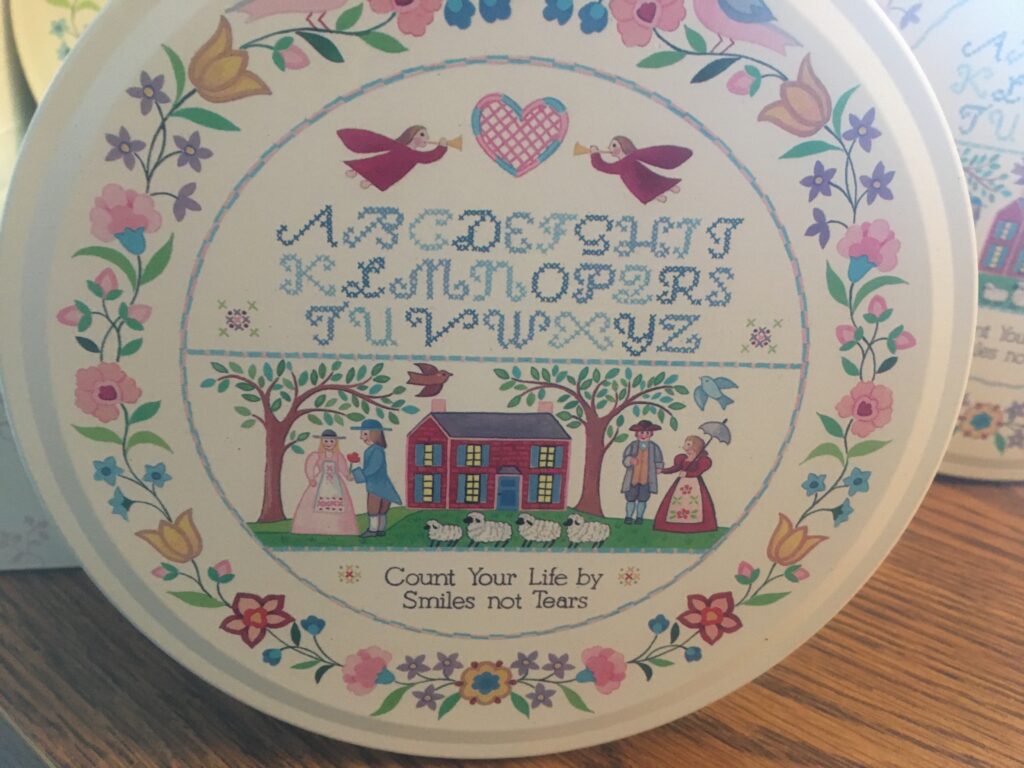 ABCDEFGHIJ
KLMNOPQRS
TUVWXYZ
Count Your Life by
Smiles not Tears